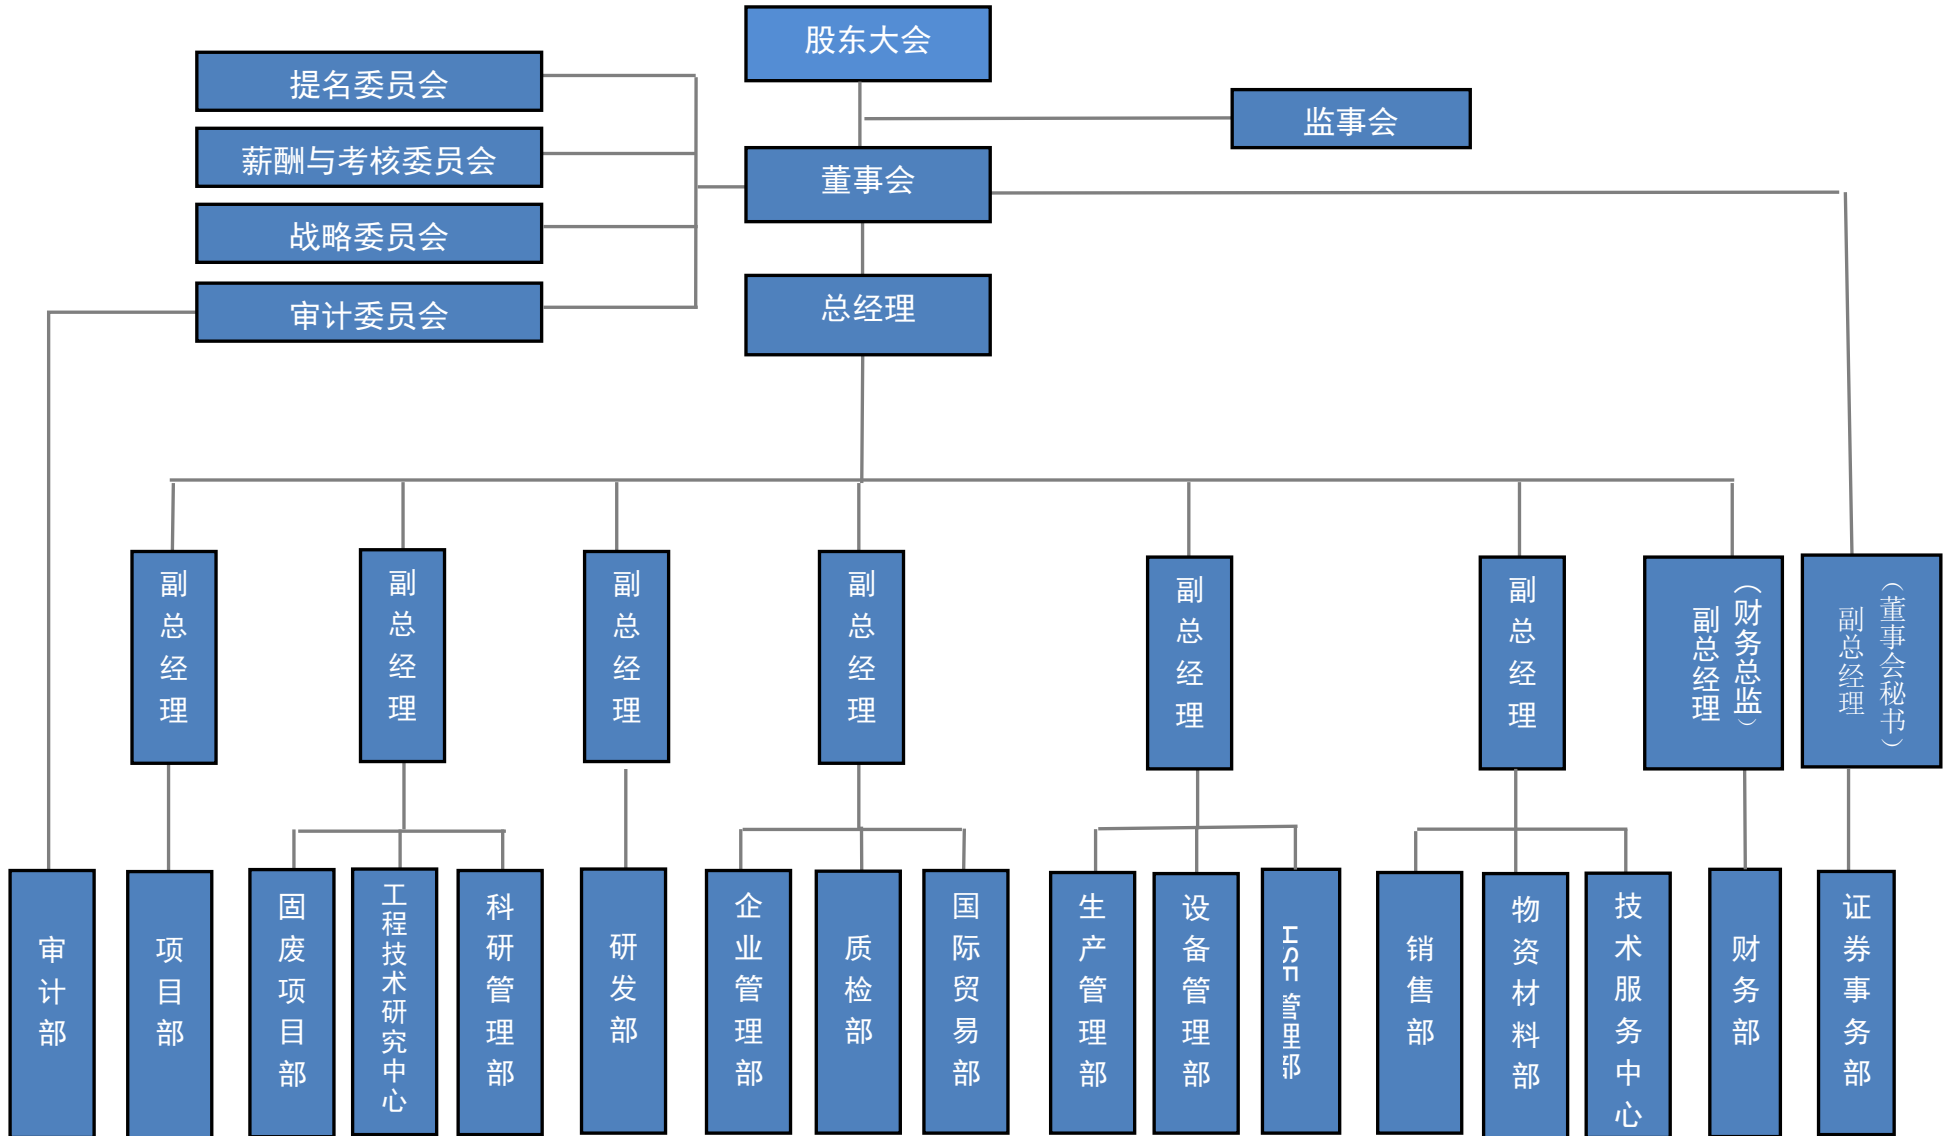 股东大会
提名委员会
监事会
薪酬与考核委员会
董事会
战略委员会
审计委员会
总经理
副总经理
副总经理
副总经理
副总经理
副总经理
副总经理
（财务总监）
副总经理
（董事会秘书）
副总经理
审计部
项目部
固废项目部
工程技术研究中心
科研管理部
研发部
企业管理部
质检部
国际贸易部
生产管理部
设备管理部
HSE管理部
销售部
物资材料部
技术服务中心
财务部
证券事务部